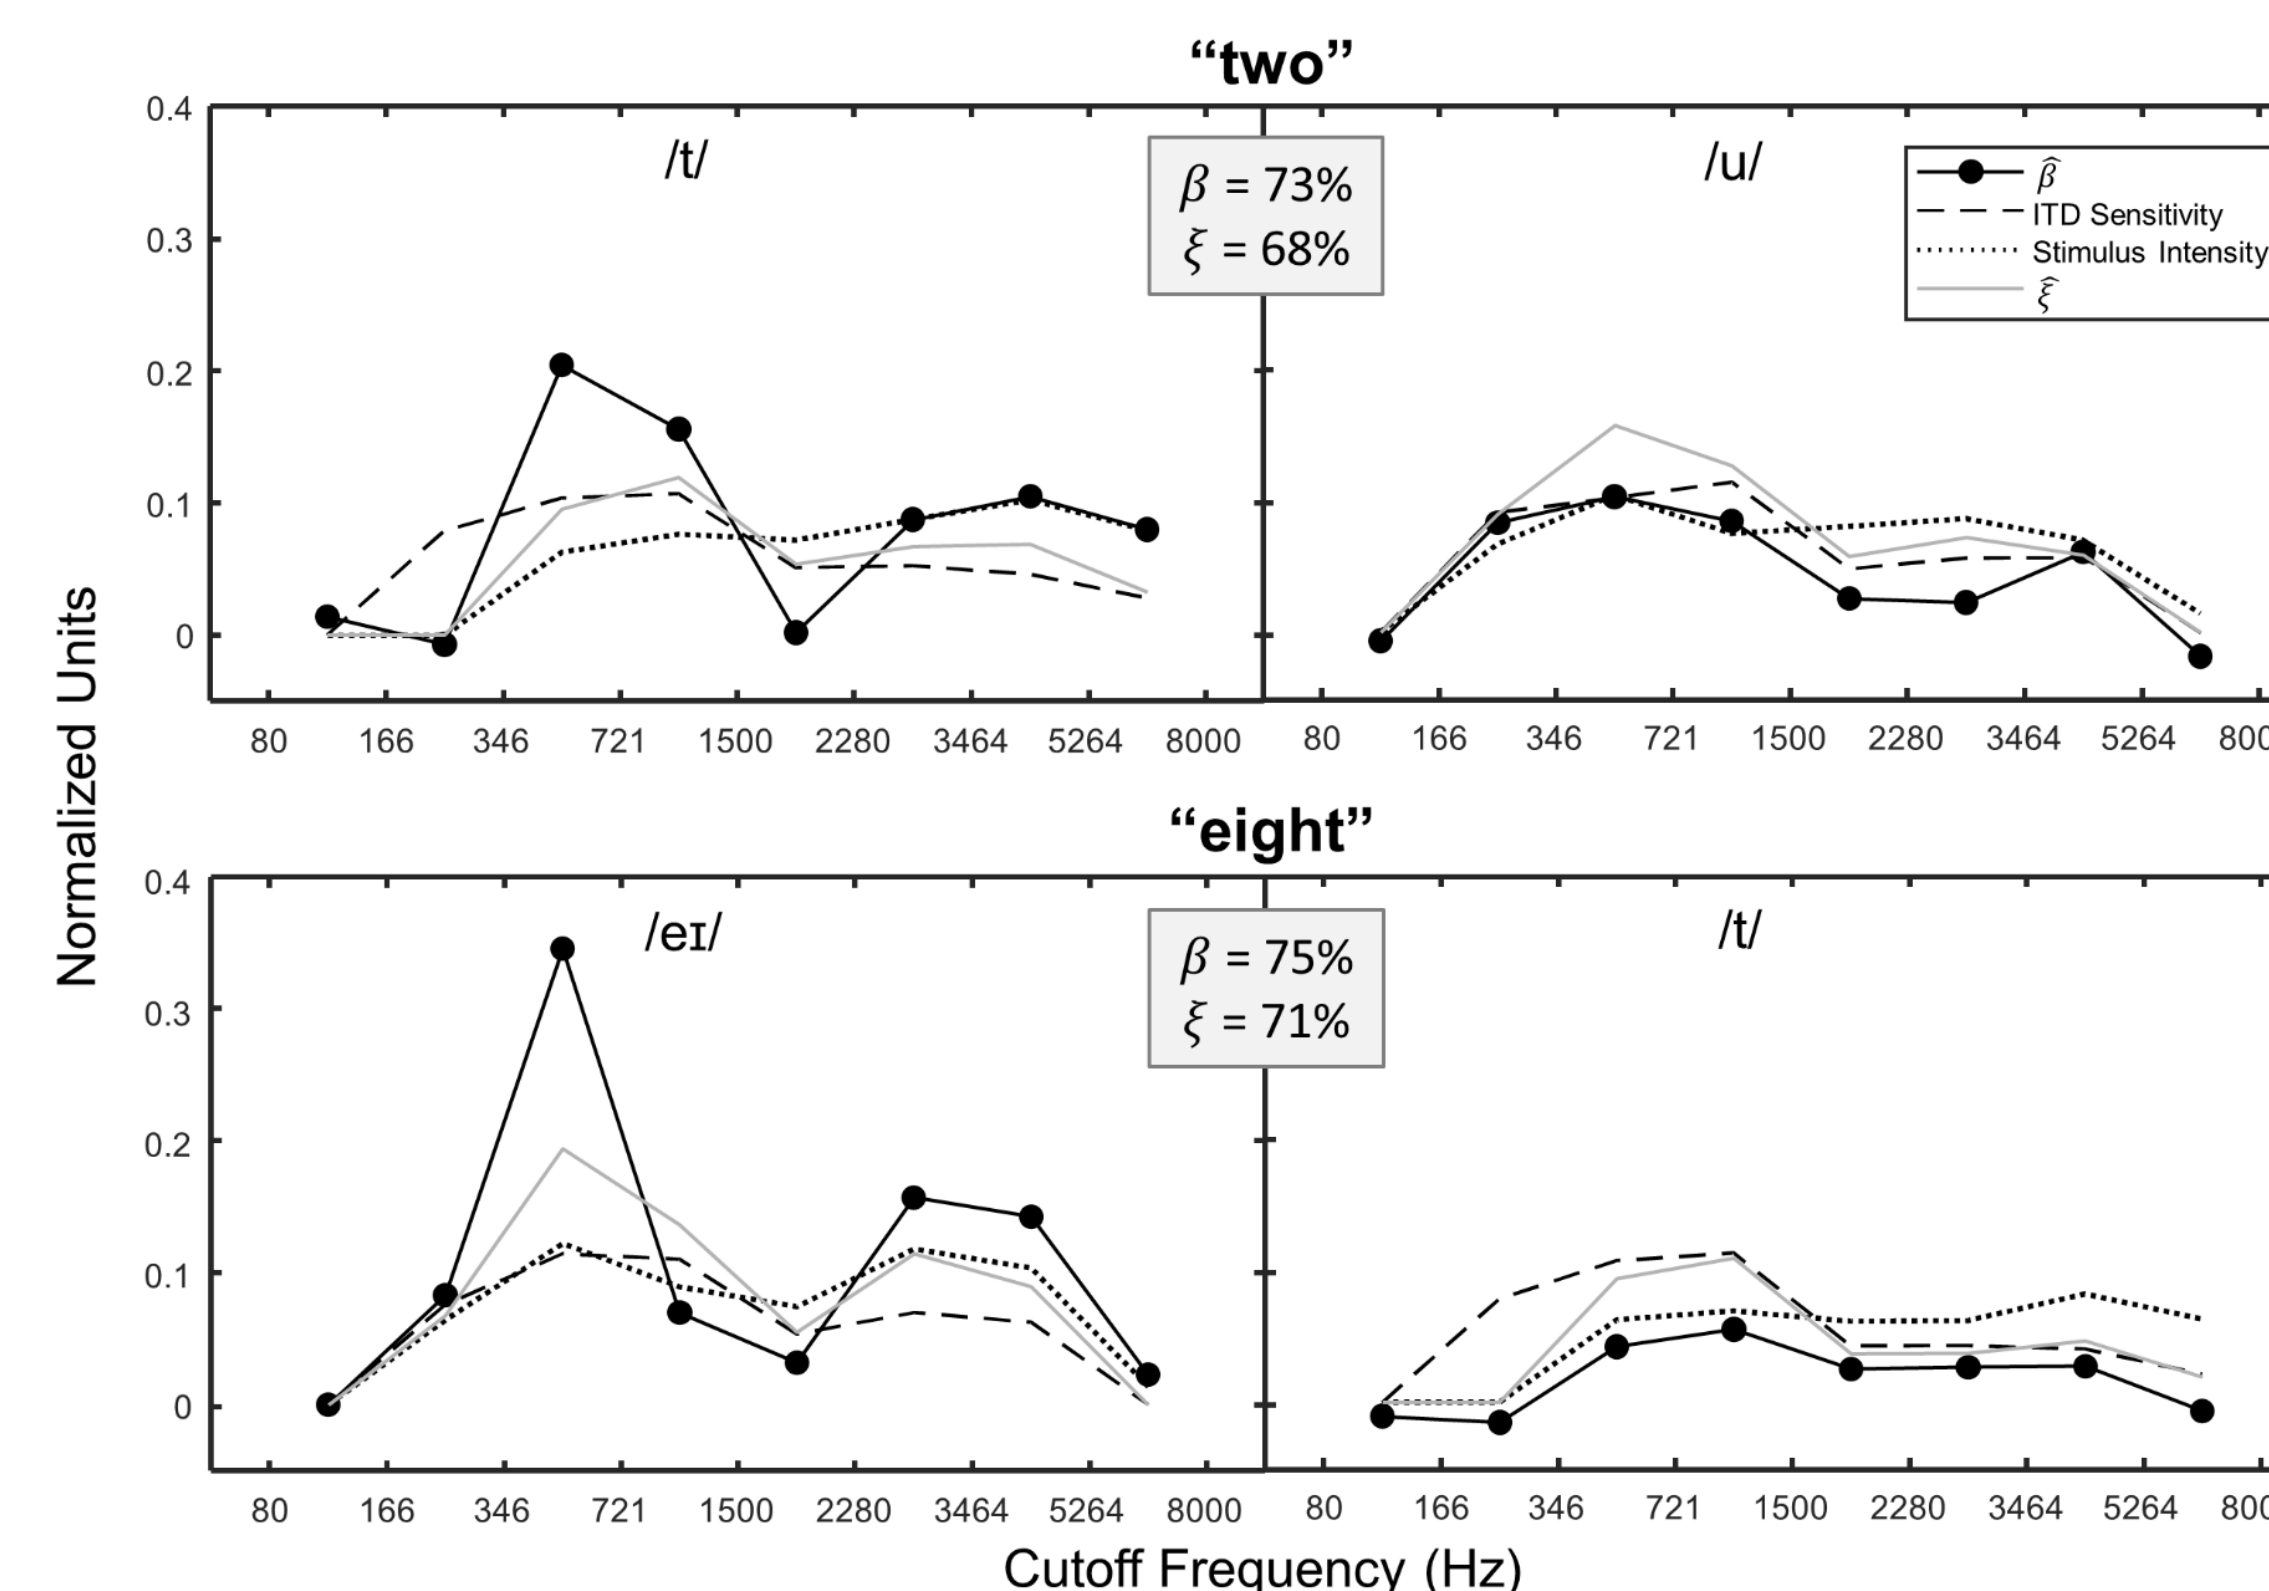 “two”
0.4
/t/
/u/
β = 73%
ξ = 68%
β̂
ITD Sensitivity
Stimulus Intensity
ξ̂
0.3
0.2
0.1
0
80 166 346 721 1500 2280 3464 5264 8000
80 166 346 721 1500 2280 3464 5264 800
Normalized Units
“eight”
0.4
/eɪ/
/t/
β = 75%
ξ = 71%
0.3
0.2
0.1
0
80 166 346 721 1500 2280 3464 5264 8000
80 166 346 721 1500 2280 3464 5264 800
Cutoff Frequency (Hz)